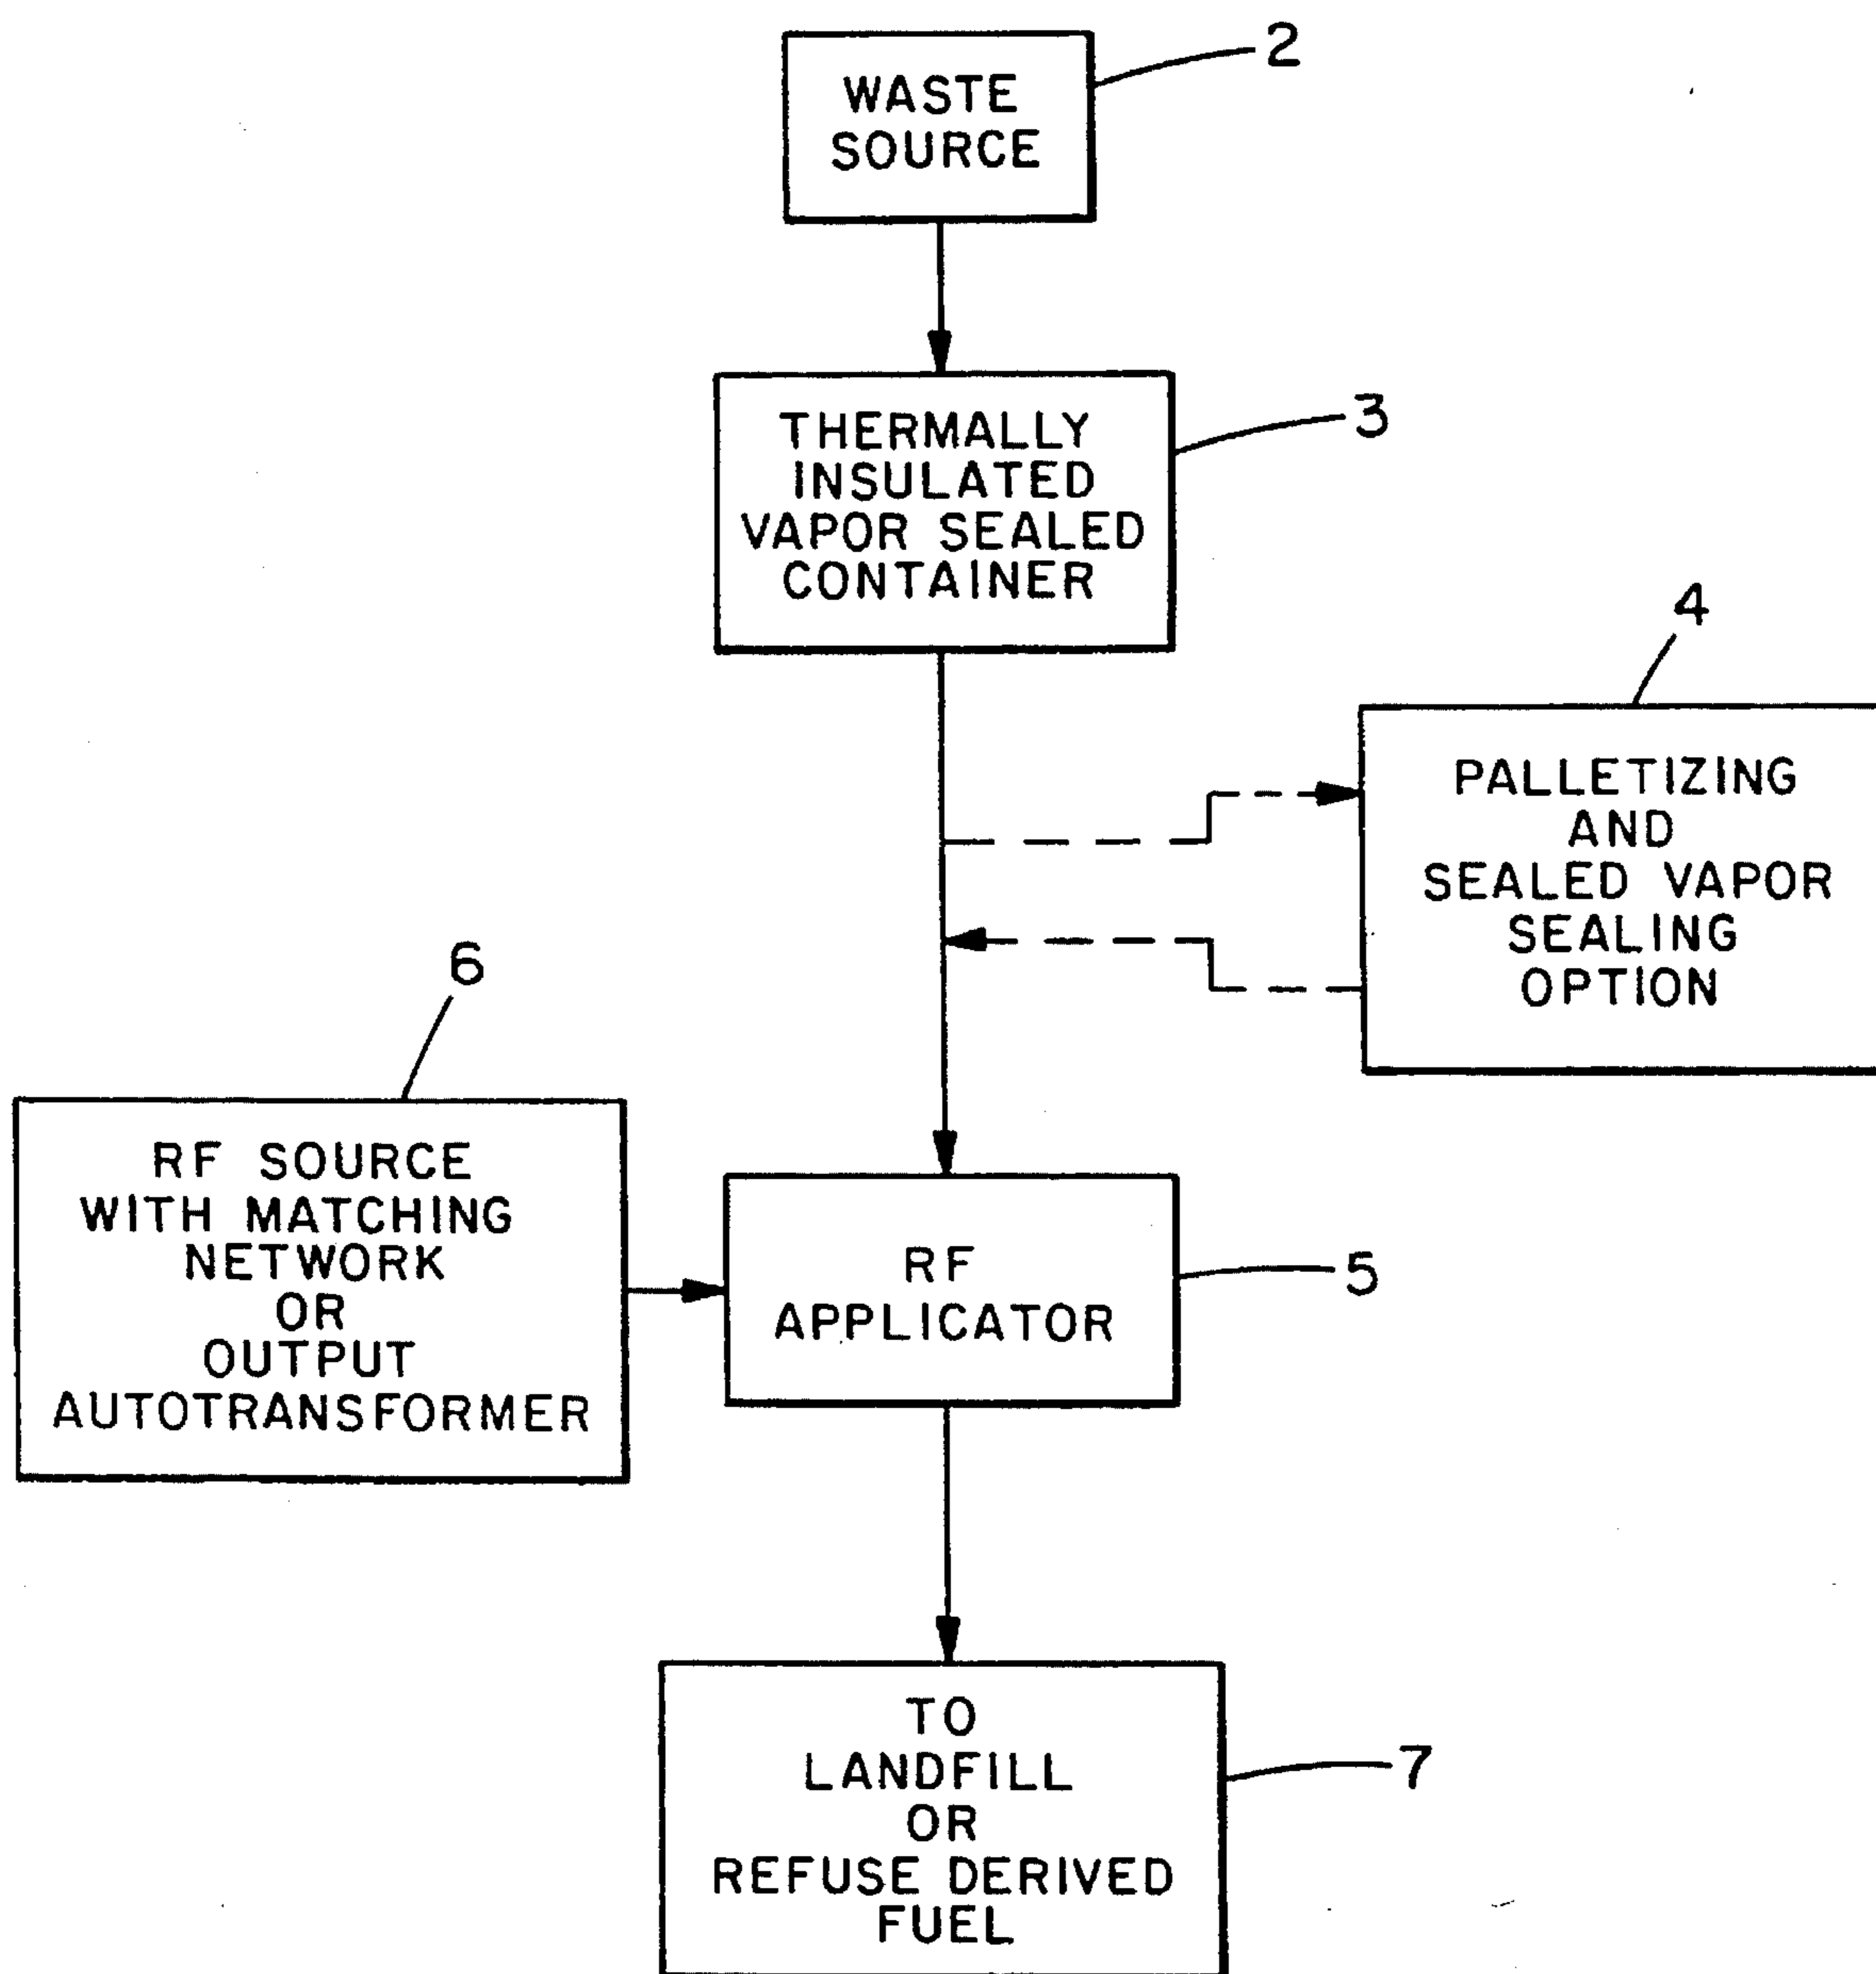 2
WASTE
SOURCE
3
THERMALLY
INSULATED
VAPOR SEALED
CONTAINER
4
PALLETIZING
AND
SEALED VAPOR
SEALING
OPTION
6
RF SOURCE
WITH MATCHING
NETWORK
OR
OUTPUT
AUTOTRANSFORMER
RF
APPLICATOR
5
TO
LANDFILL
OR
REFUSE DERIVED
FUEL
7